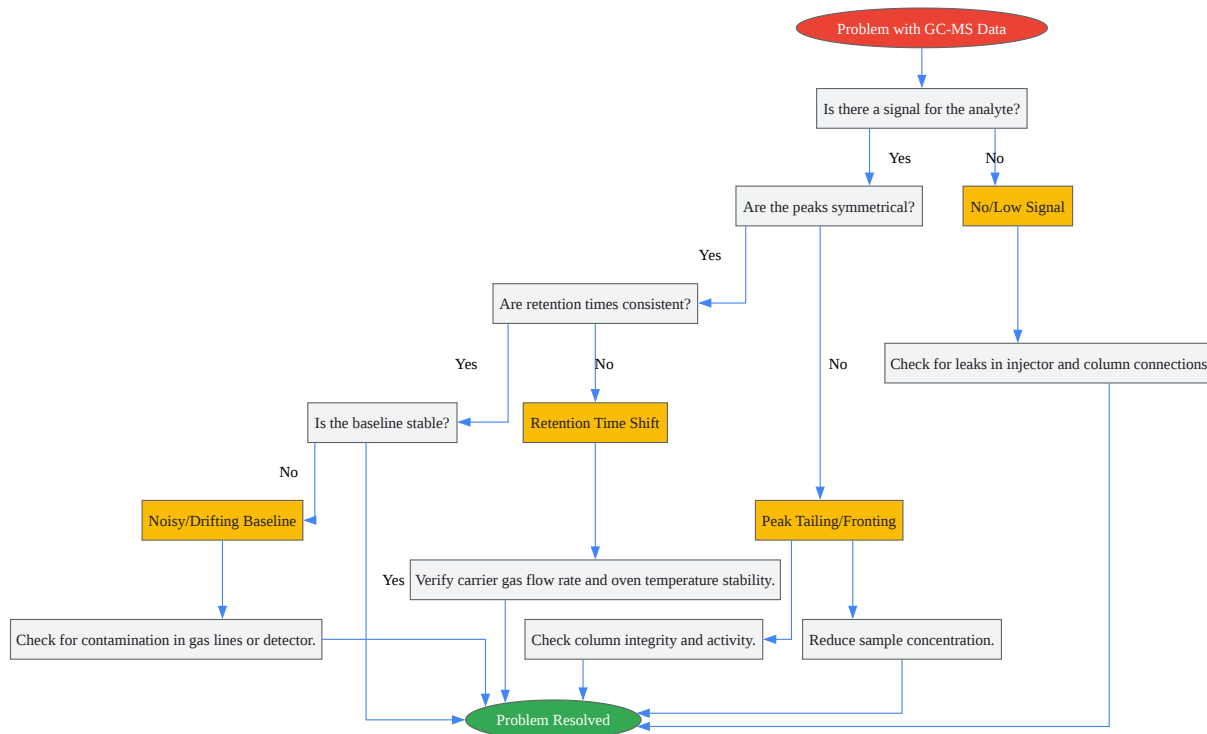 Problem with GC-MS Data
Is there a signal for the analyte?
Yes
No
Are the peaks symmetrical?
No/Low Signal
Yes
Are retention times consistent?
Yes
No
No
Check for leaks in injector and column connections
Is the baseline stable?
Retention Time Shift
No
Noisy/Drifting Baseline
Peak Tailing/Fronting
Yes
Verify carrier gas flow rate and oven temperature stability.
Check for contamination in gas lines or detector.
Check column integrity and activity.
Reduce sample concentration.
Problem Resolved